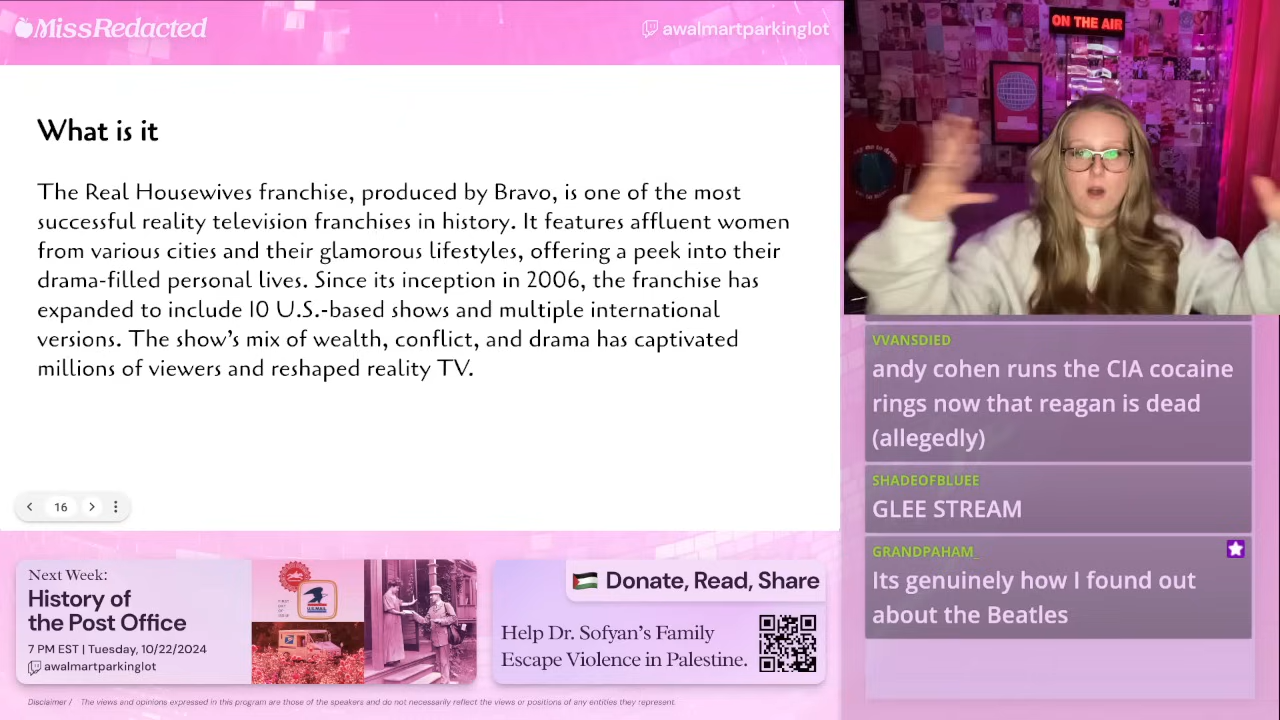 MissRedacted
awalmartparkinglot
ON THE AIR
What is it
The Real Housewives franchise, produced by Bravo, is one of the most
successful reality television franchises in history. It features affluent women
from various cities and their glamorous lifestyles, offering a peek into their
drama-filled personal lives. Since its inception in 2006, the franchise has
expanded to include 10 U.S.-based shows and multiple international
versions. The show's mix of wealth, conflict, and drama has captivated
millions of viewers and reshaped reality TV.
16
VVANSDIED
andy cohen runs the CIA cocaine
rings now that reagan is dead
(allegedly)
SHADEOFBLUEE
GLEE STREAM
GRANDPAHAM_
Its genuinely how I found out
about the Beatles
Next Week:
History of
the Post Office
7 PM EST | Tuesday, 10/22/2024
awalmartparkinglot
U.S.MAIL
Donate, Read, Share
Help Dr. Sofyan's Family
Escape Violence in Palestine.
Disclaimer / The views and opinions expressed in this program are those of the speakers and do not necessarily reflect the views or positions of any entities they represent.